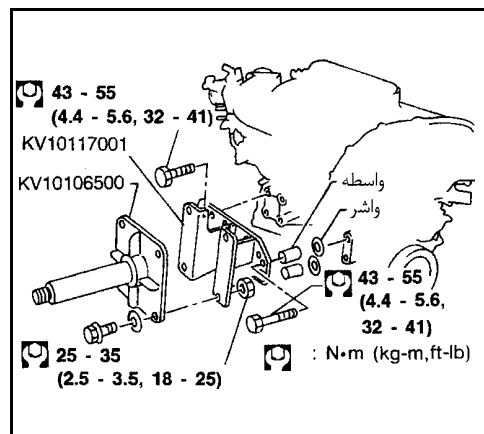 43 - 55
(4.4 - 5.6, 32 - 41)
KV10117001
KV10106500
واسطه
واشر
43 - 55
(4.4 - 5.6,
32 - 41)
25 - 35
(2.5 - 3.5, 18 - 25)
: N•m (kg-m,ft-lb)